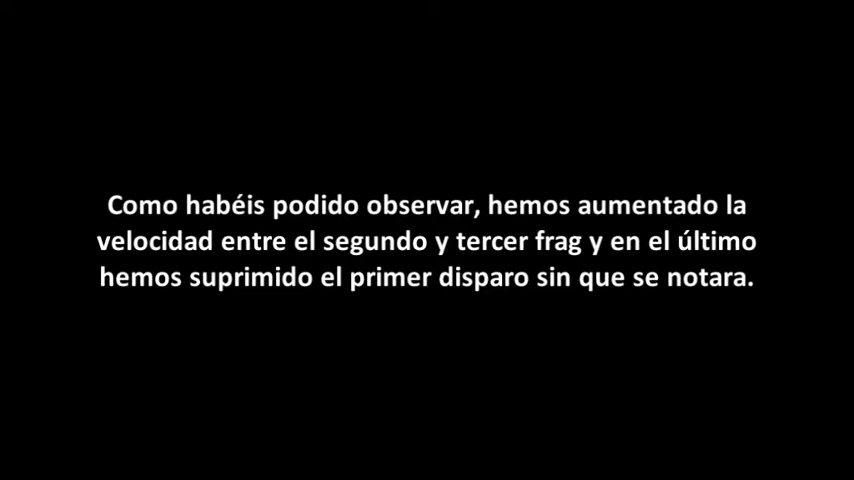 Como habéis podido observar, hemos aumentado la
velocidad entre el segundo y tercer frag y en el último
hemos suprimido el primer disparo sin que se notara.